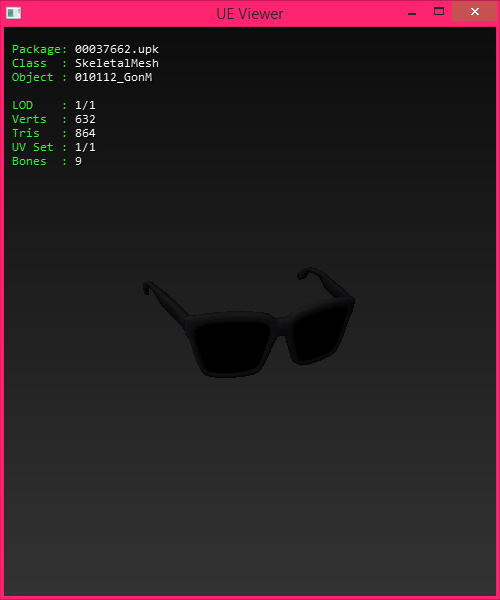 UE Viewer
Package: 00037662.upk
Class  : SkeletalMesh
Object : 010112_GonM
LOD    : 1/1
Verts  : 632
Tris   : 864
UV Set : 1/1
Bones  : 9